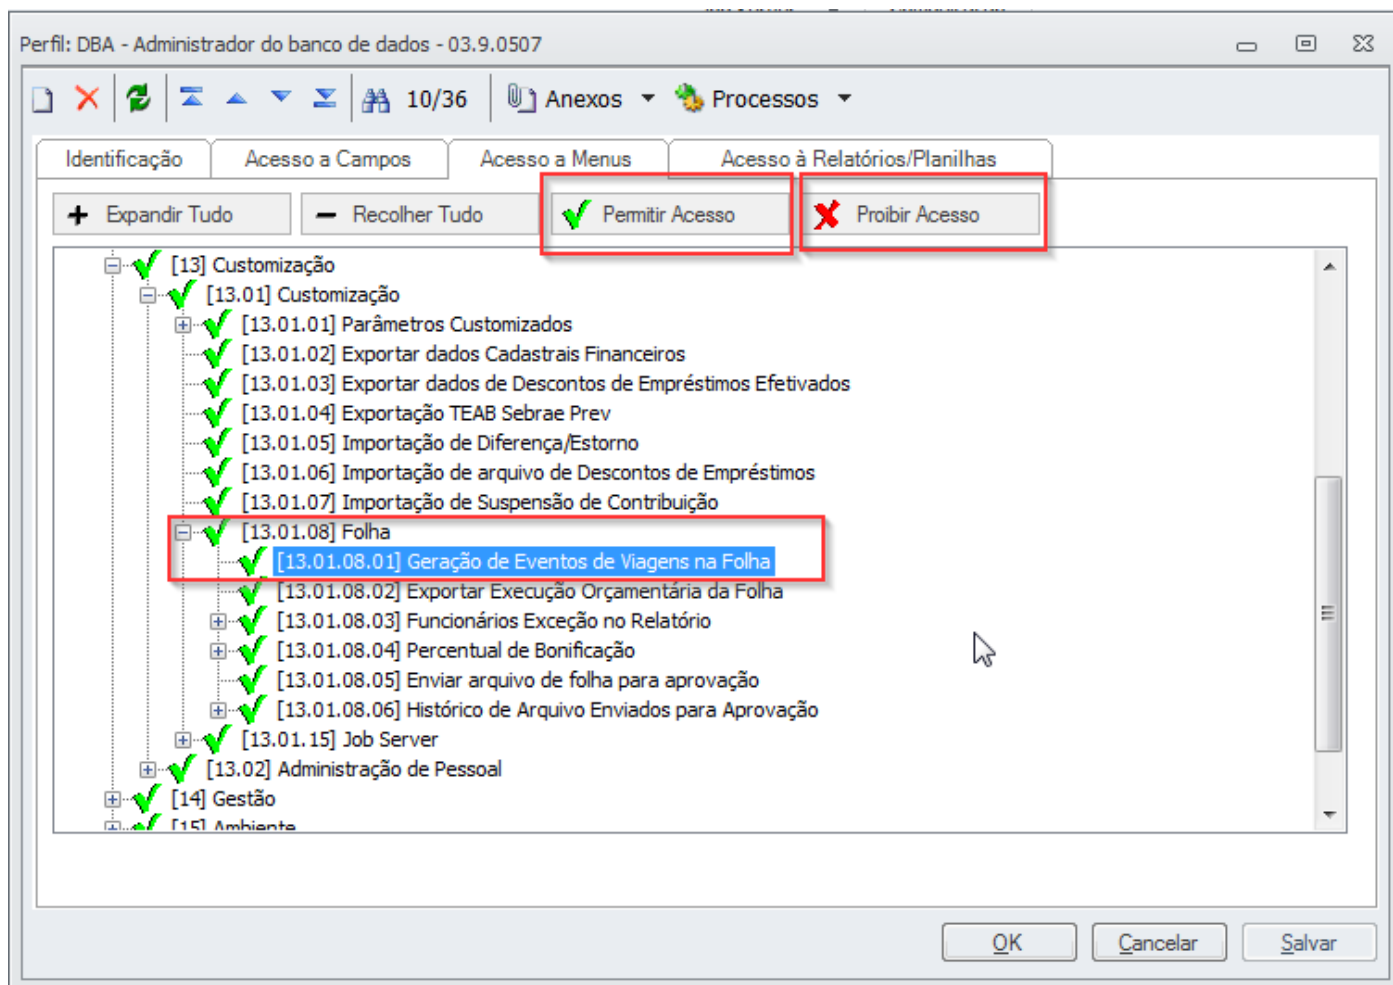 Perfil: DBA - Administrador do banco de dados - 03.9.0507
10/36 Anexos Processos
Identificação Acesso a Campos Acesso a Menus Acesso à Relatórios/Planilhas
Expandir Tudo Recolher Tudo Permitir Acesso Proibir Acesso
[13] Customização
[13.01] Customização
[13.01.01] Parâmetros Customizados
[13.01.02] Exportar dados Cadastrais Financeiros
[13.01.03] Exportar dados de Descontos de Empréstimos Efetivados
[13.01.04] Exportação TEAB Sebrae Prev
[13.01.05] Importação de Diferença/Estorno
[13.01.06] Importação de arquivo de Descontos de Empréstimos
[13.01.07] Importação de Suspensão de Contribuição
[13.01.08] Folha
[13.01.08.01] Geração de Eventos de Viagens na Folha
[13.01.08.02] Exportar Execução Orçamentária da Folha
[13.01.08.03] Funcionários Exceção no Relatório
[13.01.08.04] Percentual de Bonificação
[13.01.08.05] Enviar arquivo de folha para aprovação
[13.01.08.06] Histórico de Arquivo Enviados para Aprovação
[13.01.15] Job Server
[13.02] Administração de Pessoal
[14] Gestão
[15] Ambiente
OK Cancelar Salvar